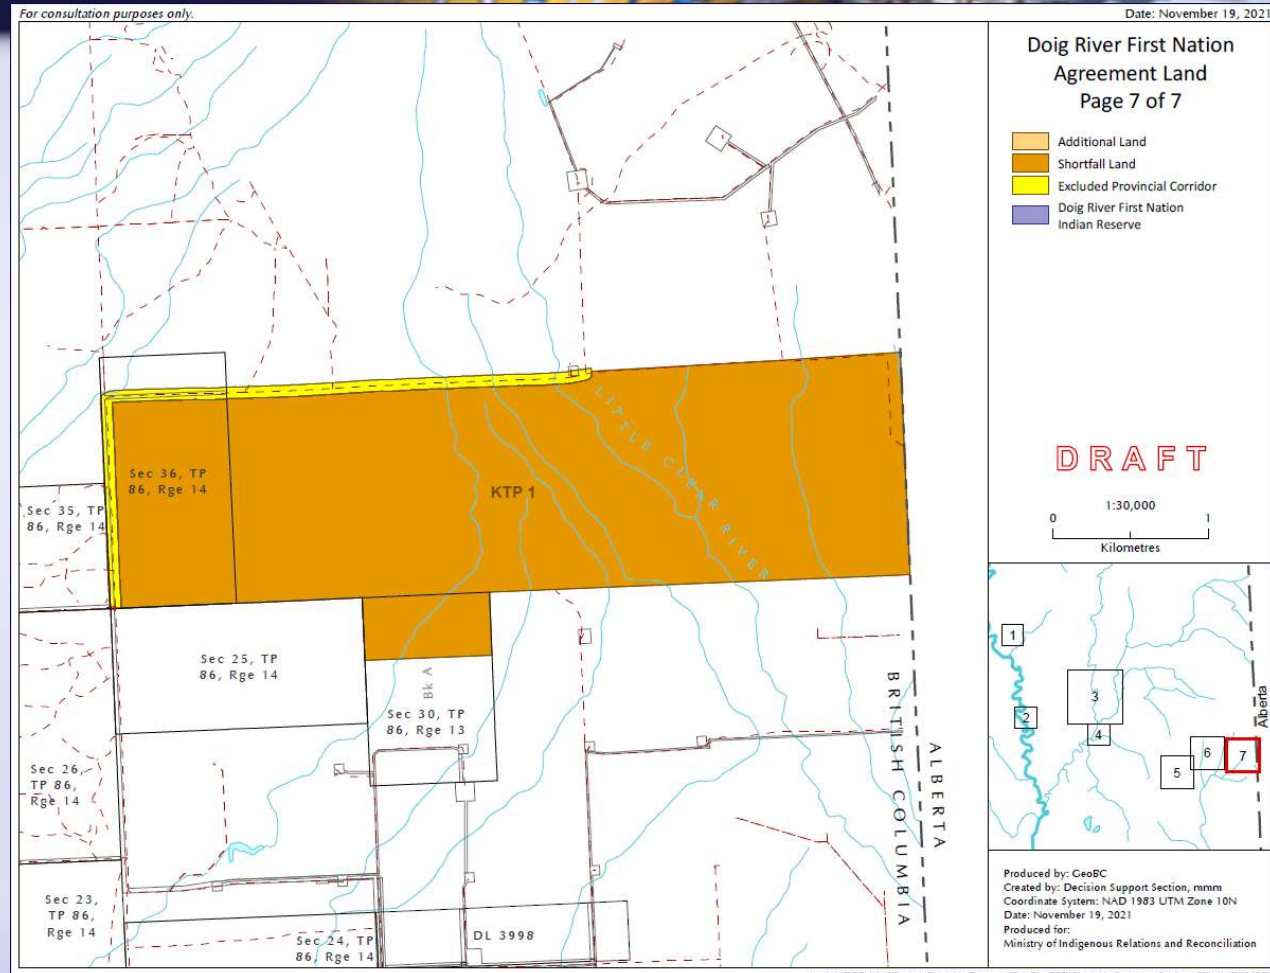 For consultation purposes only.
Date: November 19, 2021
Doig River First Nation
Agreement Land
Page 7 of 7
Additional Land
Shortfall Land
Excluded Provincial Corridor
Doig River First Nation
Indian Reserve
DRAFT
1:30,000
0 1
Kilometres
Sec 36, TP
86, Rge 14
Sec 35, TP
86, Rge 14
KTP 1
LITTLE CLEAR RIVER
Sec 25, TP
86, Rge 14
Bk A
Sec 30, TP
86, Rge 13
Sec 26,
TP 86,
Rge 14
Sec 23,
TP 86,
Rge 14
Sec 24, TP
86, Rge 14
DL 3998
BRITISH COLUMBIA
ALBERTA
1
2
3
4
5
6
7
Alberta
Produced by: GeoBC
Created by: Decision Support Section, mmm
Coordinate System: NAD 1983 UTM Zone 10N
Date: November 19, 2021
Produced for:
Ministry of Indigenous Relations and Reconciliation